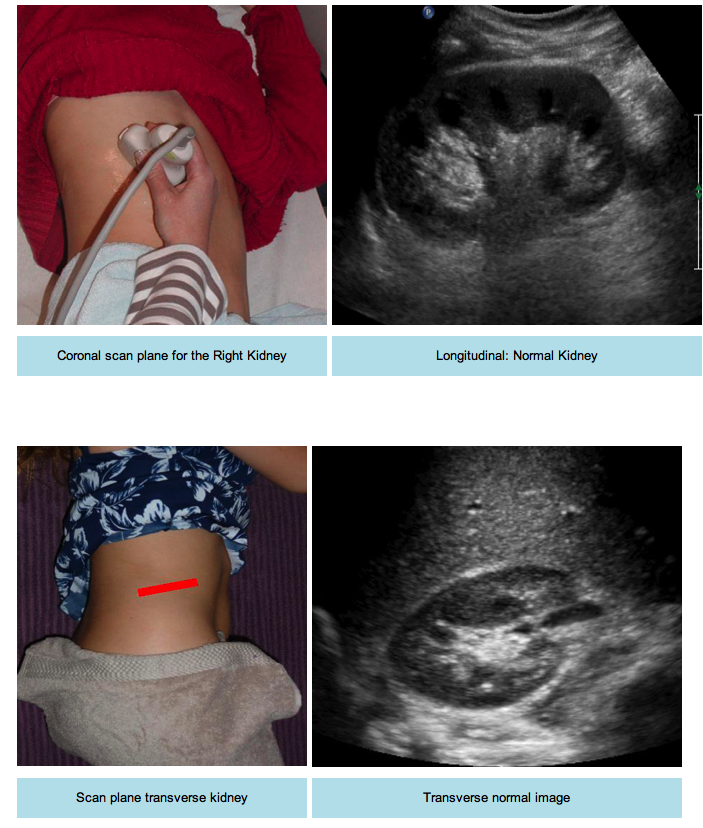 P
Coronal scan plane for the Right Kidney
Longitudinal: Normal Kidney
Scan plane transverse kidney
Transverse normal image